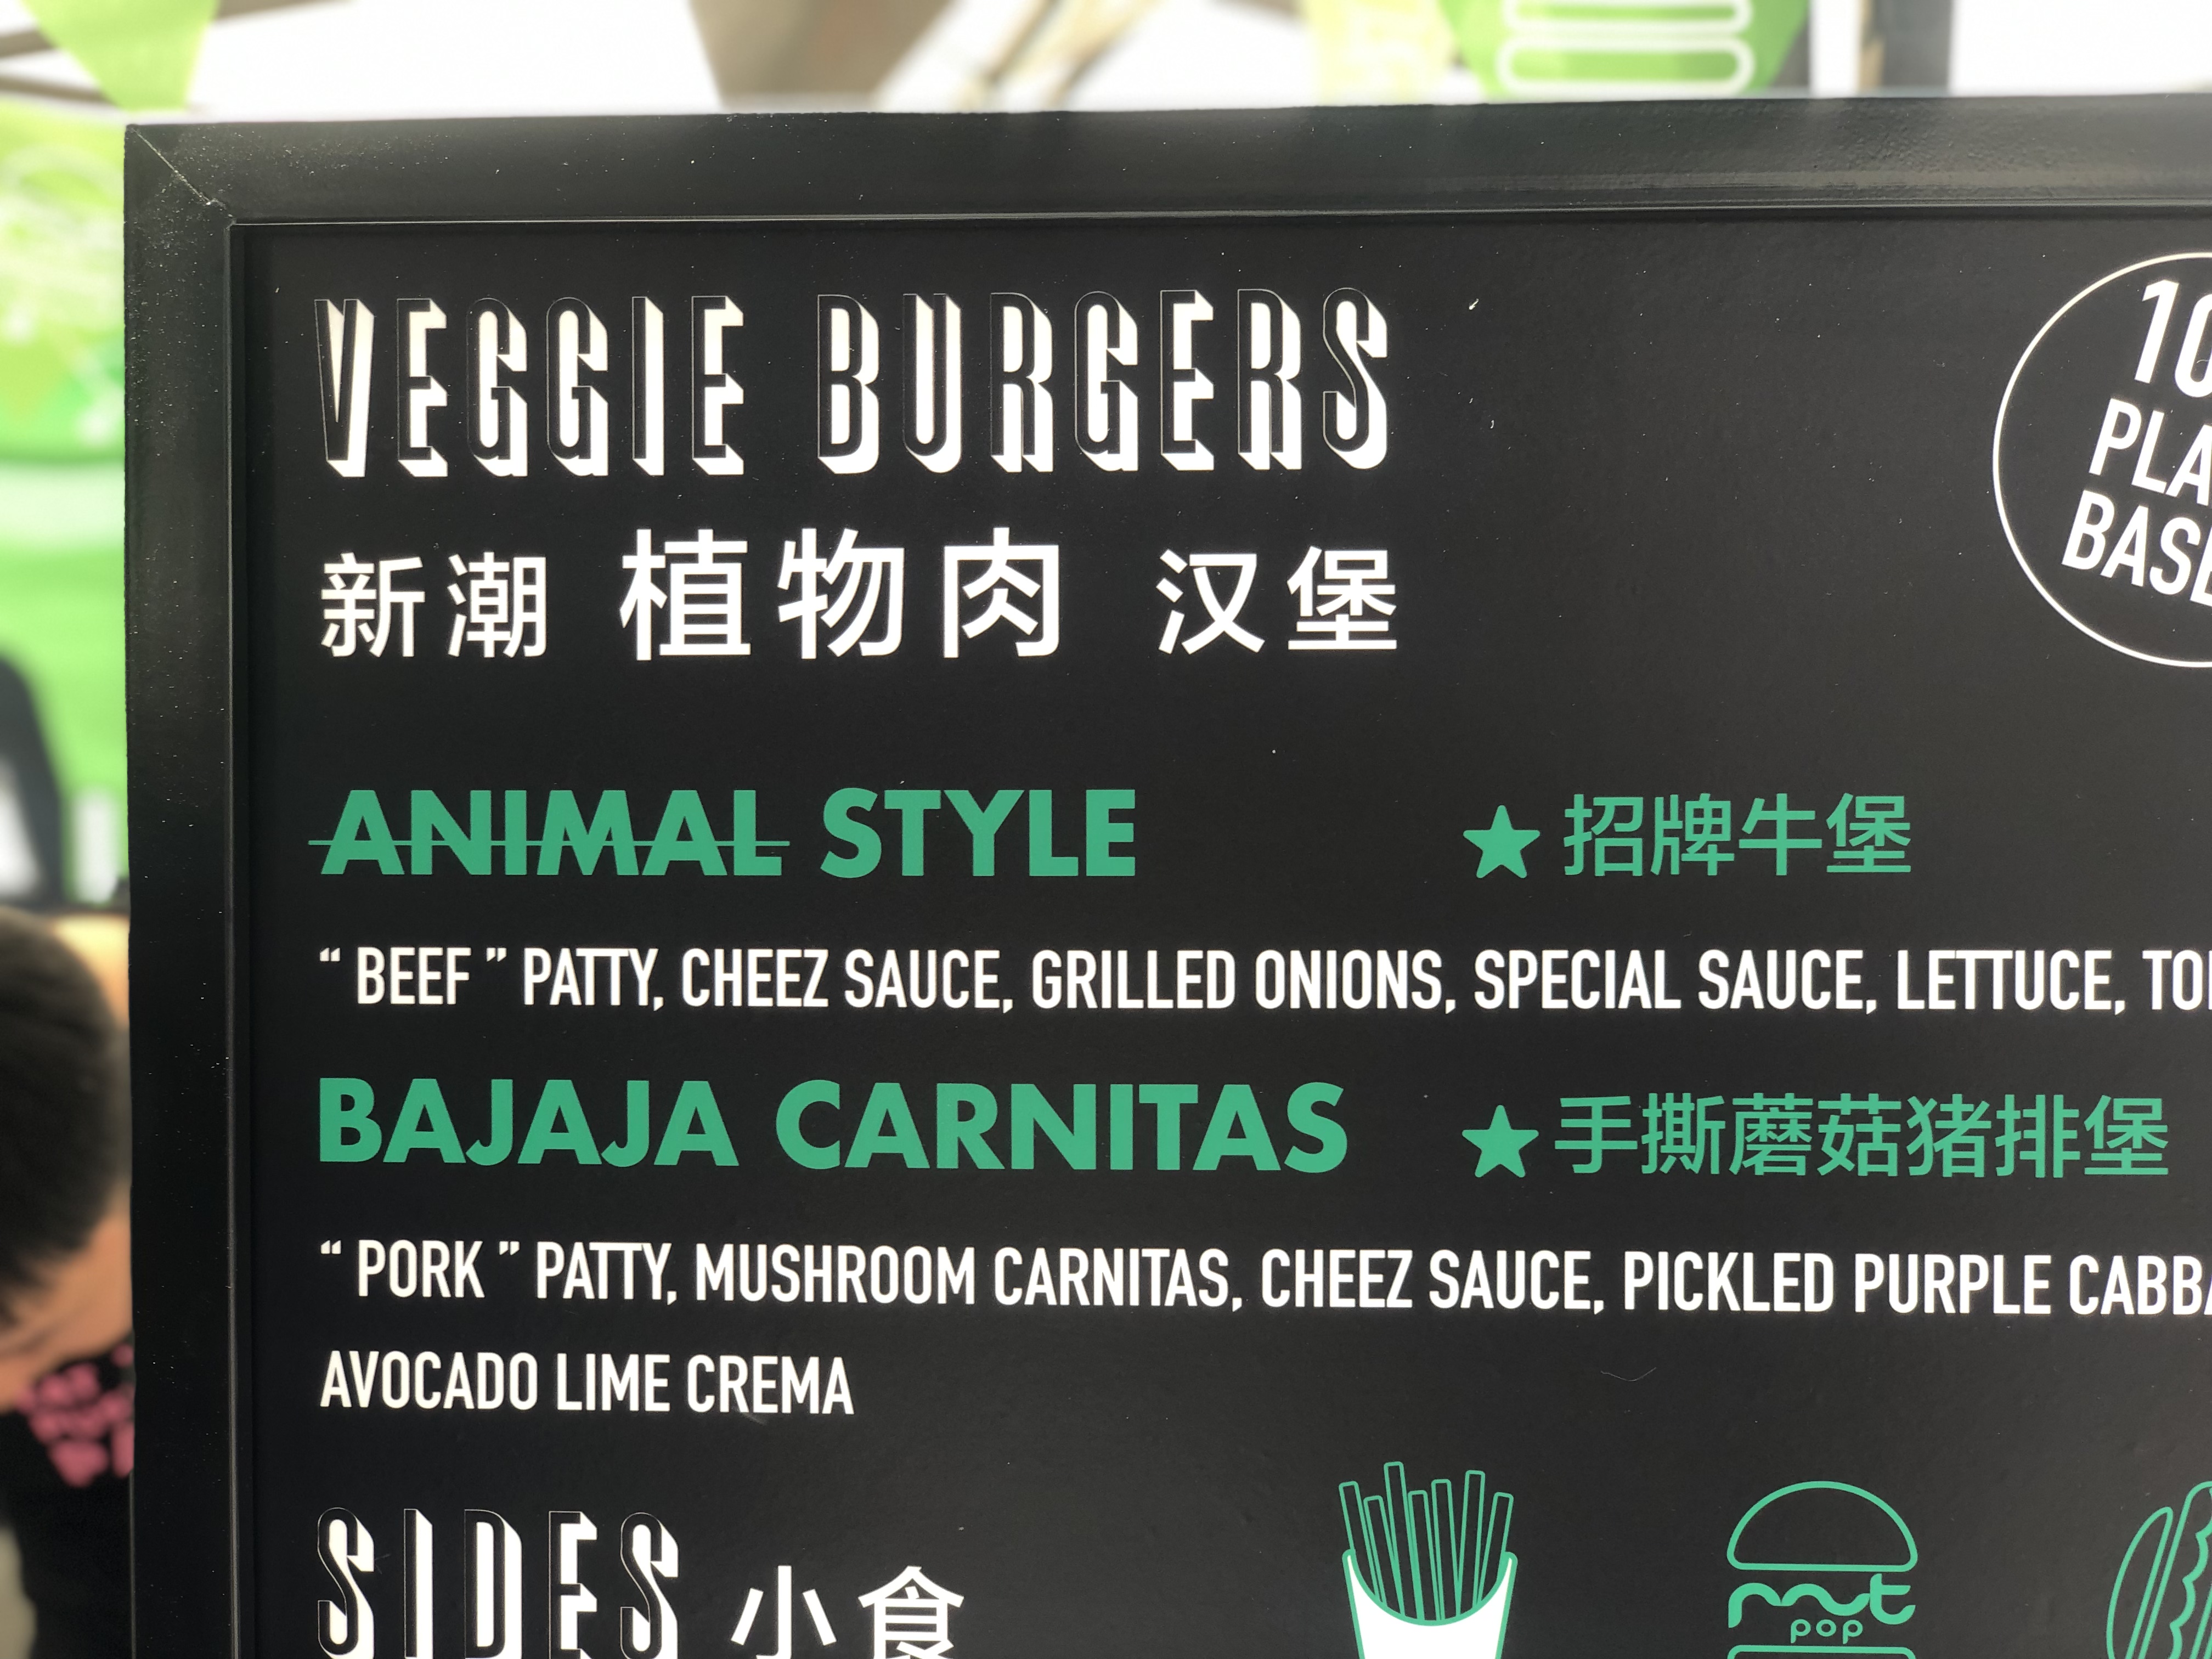 VEGGIE BURGERS
新潮 植物肉 汉堡
ANIMAL STYLE ★ 招牌牛堡
“ BEEF ” PATTY, CHEEZ SAUCE, GRILLED ONIONS, SPECIAL SAUCE, LETTUCE,
BAJAJA CARNITAS ★ 手撕蘑菇猪排堡
“ PORK ” PATTY, MUSHROOM CARNITAS, CHEEZ SAUCE, PICKLED PURPLE
AVOCADO LIME CREMA
SIDES 小食
pop